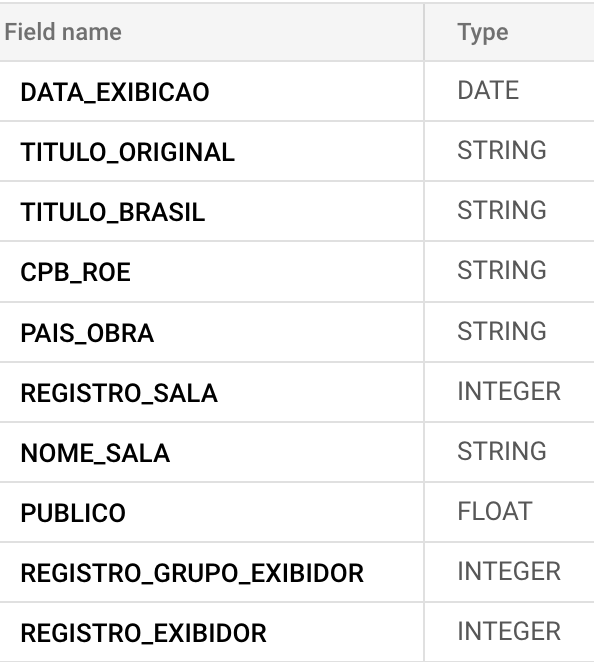 Field name Type
DATA_EXIBICAO DATE
TITULO_ORIGINAL STRING
TITULO_BRASIL STRING
CPB_ROE STRING
PAIS_OBRA STRING
REGISTRO_SALA INTEGER
NOME_SALA STRING
PUBLICO FLOAT
REGISTRO_GRUPO_EXIBIDOR INTEGER
REGISTRO_EXIBIDOR INTEGER